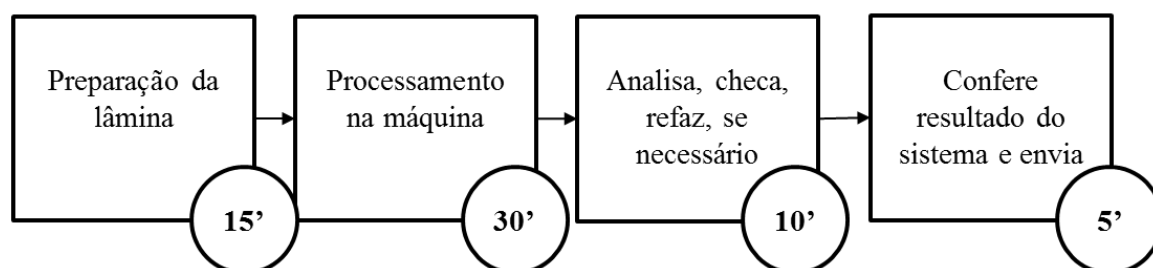 Preparação da
lâmina
15’
Processamento
na máquina
30’
Analisa, checa,
refaz, se
necessário
10’
Confere
resultado do
sistema e envia
5’